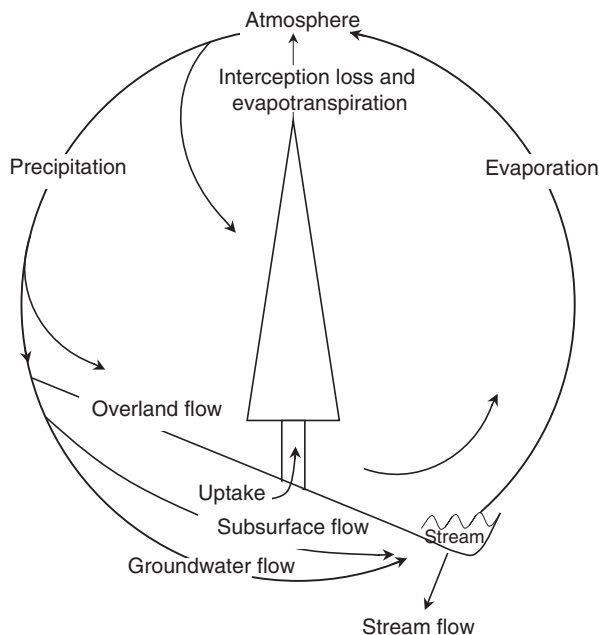 Atmosphere
Interception loss and
evapotranspiration
Precipitation
Evaporation
Overland flow
Uptake
Subsurface flow
Stream
Groundwater flow
Stream flow